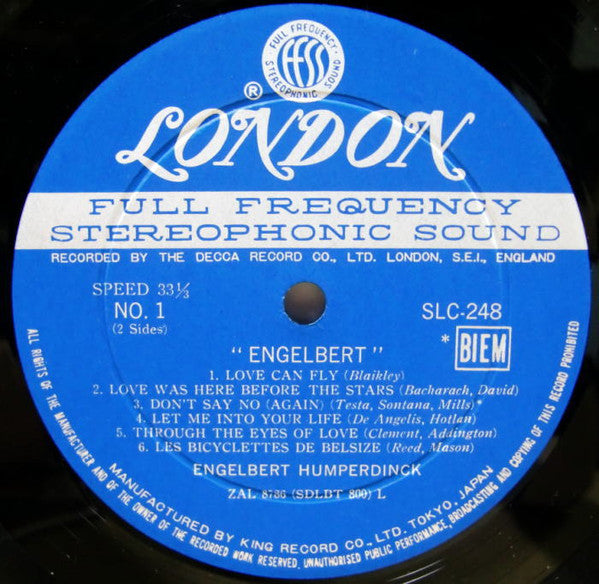 FULL FREQUENCY
ffss
STEREOPHONIC SOUND
®
LONDON
FULL FREQUENCY
STEREOPHONIC SOUND
RECORDED BY THE DECCA RECORD CO., LTD. LONDON, S.E.I., ENGLAND
SPEED 33⅓
NO. 1
(2 Sides)
SLC-248
* BIEM
"ENGELBERT"
1. LOVE CAN FLY (Blaikley)
2. LOVE WAS HERE BEFORE THE STARS (Bacharach, David)
3. DON'T SAY NO (AGAIN) (Testa, Sontana, Mills)*
4. LET ME INTO YOUR LIFE (De Angelis, Hotlan)
5. THROUGH THE EYES OF LOVE (Clement, Addington)
6. LES BICYCLETTES DE BELSIZE (Reed, Mason)
ENGELBERT HUMPERDINCK
ZAL 8786 (SDLBT 800) L
MANUFACTURED BY KING RECORD CO., LTD. TOKYO, JAPAN
ALL RIGHTS OF THE MANUFACTURER AND OF THE OWNER OF THE RECORDED WORK RESERVED. UNAUTHORISED PUBLIC PERFORMANCE, BROADCASTING AND COPYING OF THIS RECORD PROHIBITED